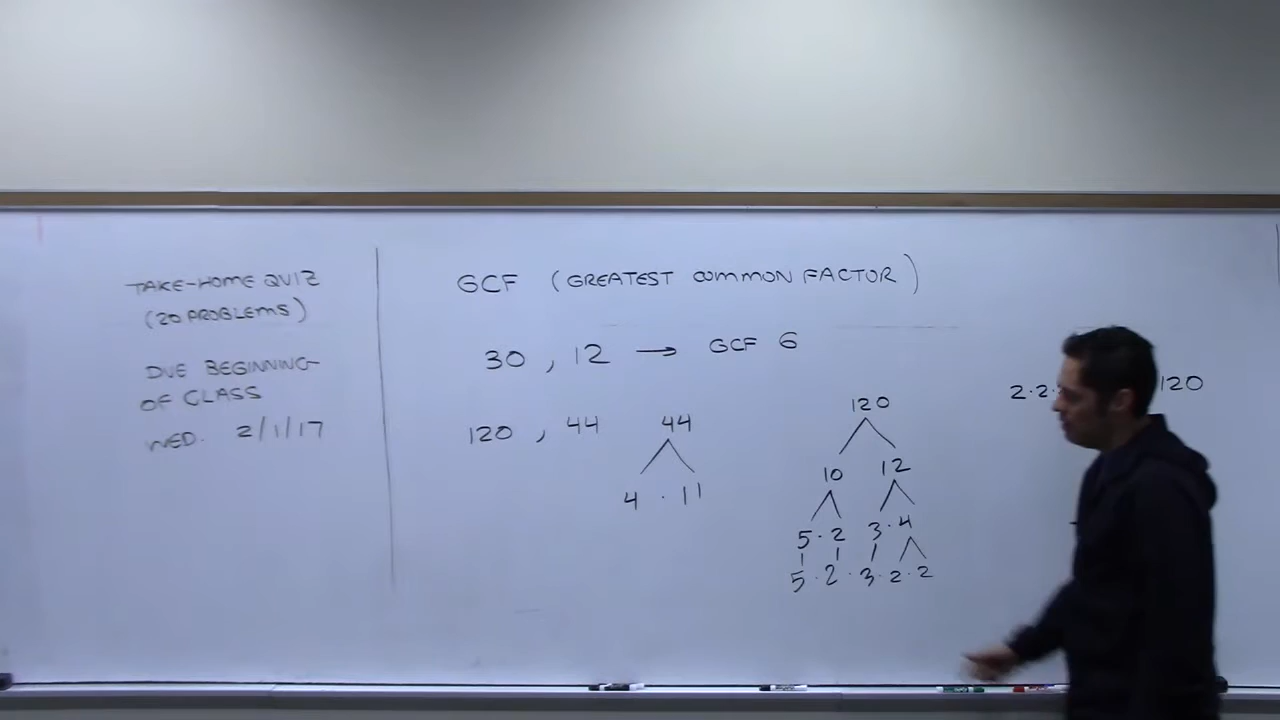 TAKE-HOME QUIZ
(20 PROBLEMS)
DUE BEGINNING
OF CLASS
WED. 2/1/17
GCF (GREATEST COMMON FACTOR)
30 , 12 → GCF 6
120 , 44
44
4 · 11
120
10 12
5 · 2 3 · 4
5 · 2 · 3 · 2 · 2
2 · 2 · 120